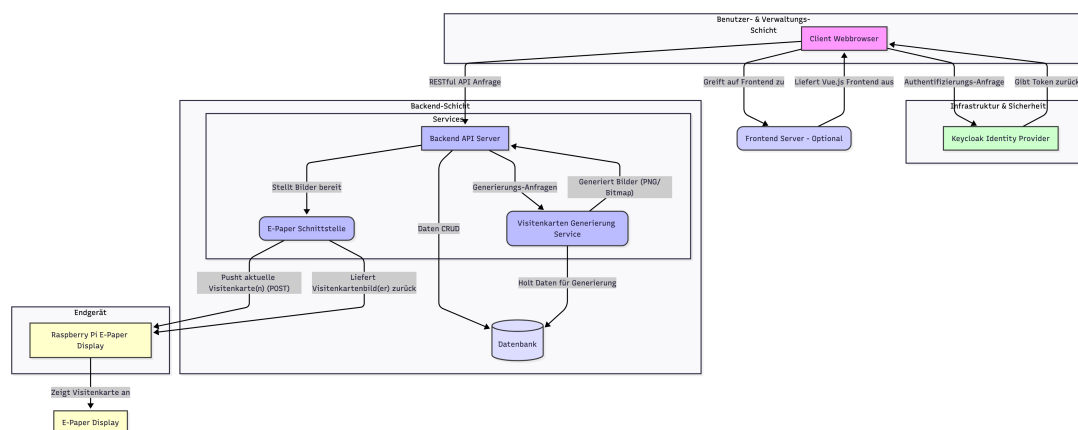 Benutzer- & Verwaltungs-
Schicht
Client Webbrowser
RESTful API Anfrage
Greift auf Frontend zu
Liefert Vue.js Frontend aus
Authentifizierungs-Anfrage
Gibt Token zurück
Backend-Schicht
Infrastruktur & Sicherheit
Services
Backend API Server
Frontend Server - Optional
Keycloak Identity Provider
Stellt Bilder bereit
Generierungs-Anfragen
Generiert Bilder (PNG/
Bitmap)
E-Paper Schnittstelle
Daten CRUD
Visitenkarten Generierung
Service
Pusht aktuelle
Visitenkarte(n) (POST)
Liefert
Visitenkartenbild(er) zurück
Holt Daten für Generierung
Endgerät
Raspberry Pi E-Paper
Display
Datenbank
Zeigt Visitenkarte an
E-Paper Display